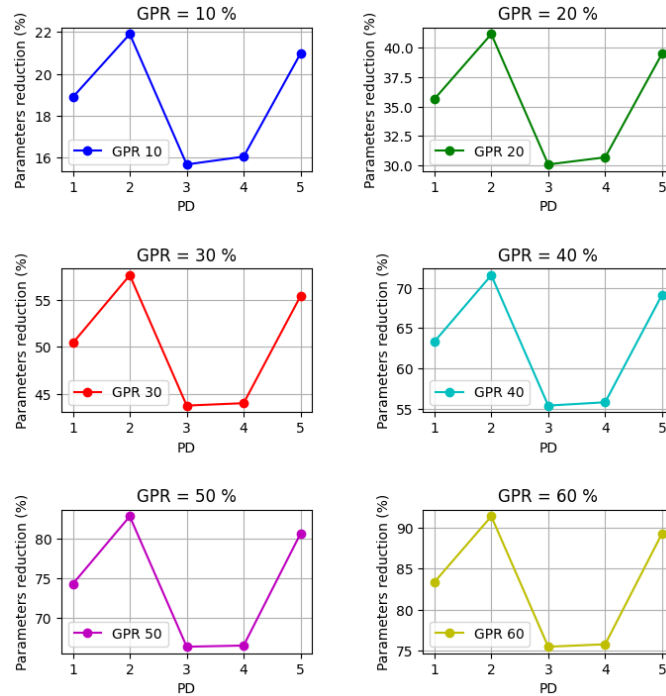 GPR = 10 %
Parameters reduction (%)
22
20
18
16
GPR 10
1 2 3 4 5
PD
GPR = 20 %
Parameters reduction (%)
40.0
37.5
35.0
32.5
30.0
GPR 20
1 2 3 4 5
PD
GPR = 30 %
Parameters reduction (%)
55
50
45
GPR 30
1 2 3 4 5
PD
GPR = 40 %
Parameters reduction (%)
70
65
60
55
GPR 40
1 2 3 4 5
PD
GPR = 50 %
Parameters reduction (%)
80
75
70
GPR 50
1 2 3 4 5
PD
GPR = 60 %
Parameters reduction (%)
90
85
80
75
GPR 60
1 2 3 4 5
PD